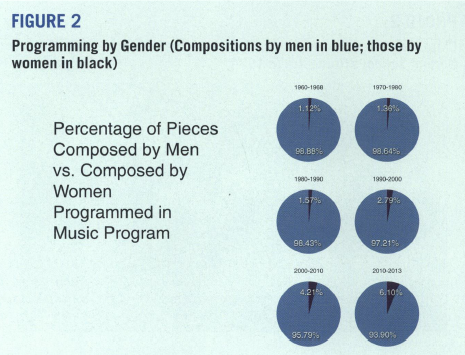 FIGURE 2
Programming by Gender (Compositions by men in blue; those by
women in black)
Percentage of Pieces
Composed by Men
vs. Composed by
Women
Programmed in
Music Program
1960-1968
1.12%
98.88%
1970-1980
1.36%
98.64%
1980-1990
1.57%
98.43%
1990-2000
2.79%
97.21%
2000-2010
4.21%
95.79%
2010-2013
6.10%
93.90%